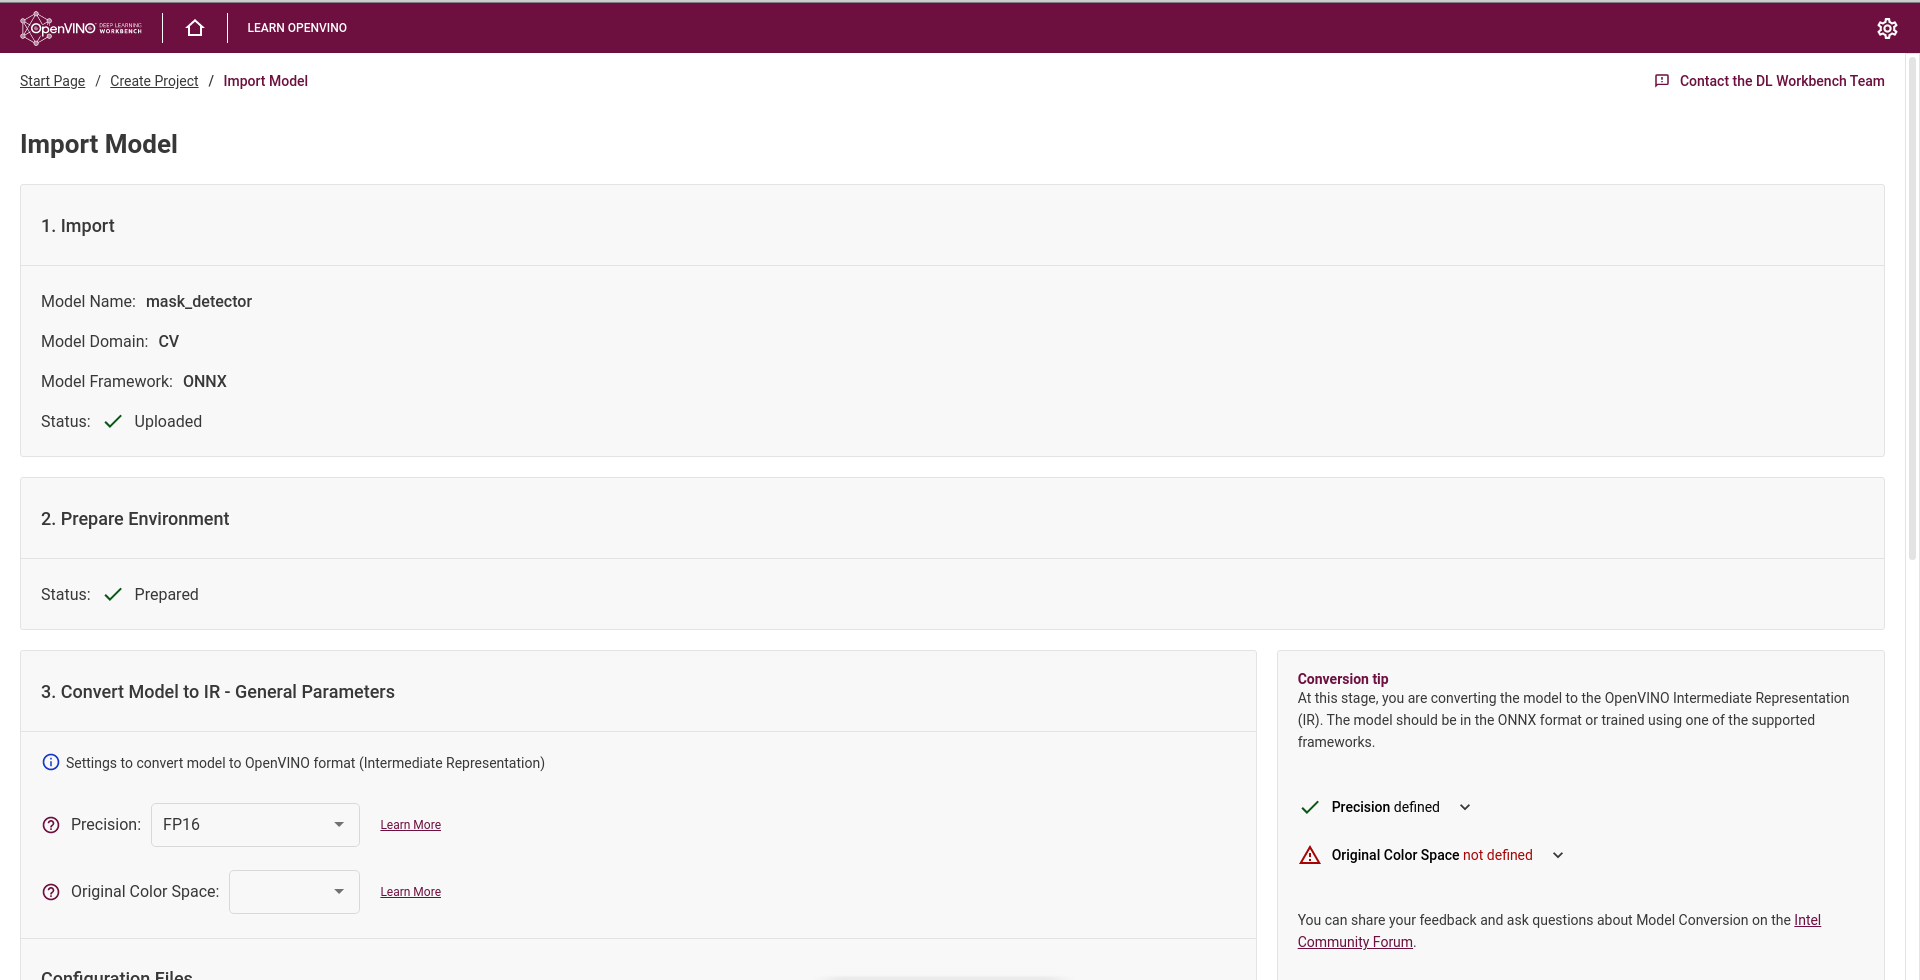 OpenVINO DEEP LEARNING WORKBENCH
LEARN OPENVINO
Start Page / Create Project / Import Model
Contact the DL Workbench Team
Import Model
1. Import
Model Name: mask_detector
Model Domain: CV
Model Framework: ONNX
Status: Uploaded
2. Prepare Environment
Status: Prepared
3. Convert Model to IR - General Parameters
Settings to convert model to OpenVINO format (Intermediate Representation)
Precision: FP16 Learn More
Original Color Space: Learn More
Configuration Files
Conversion tip
At this stage, you are converting the model to the OpenVINO Intermediate Representation
(IR). The model should be in the ONNX format or trained using one of the supported
frameworks.
Precision defined
Original Color Space not defined
You can share your feedback and ask questions about Model Conversion on the Intel
Community Forum.